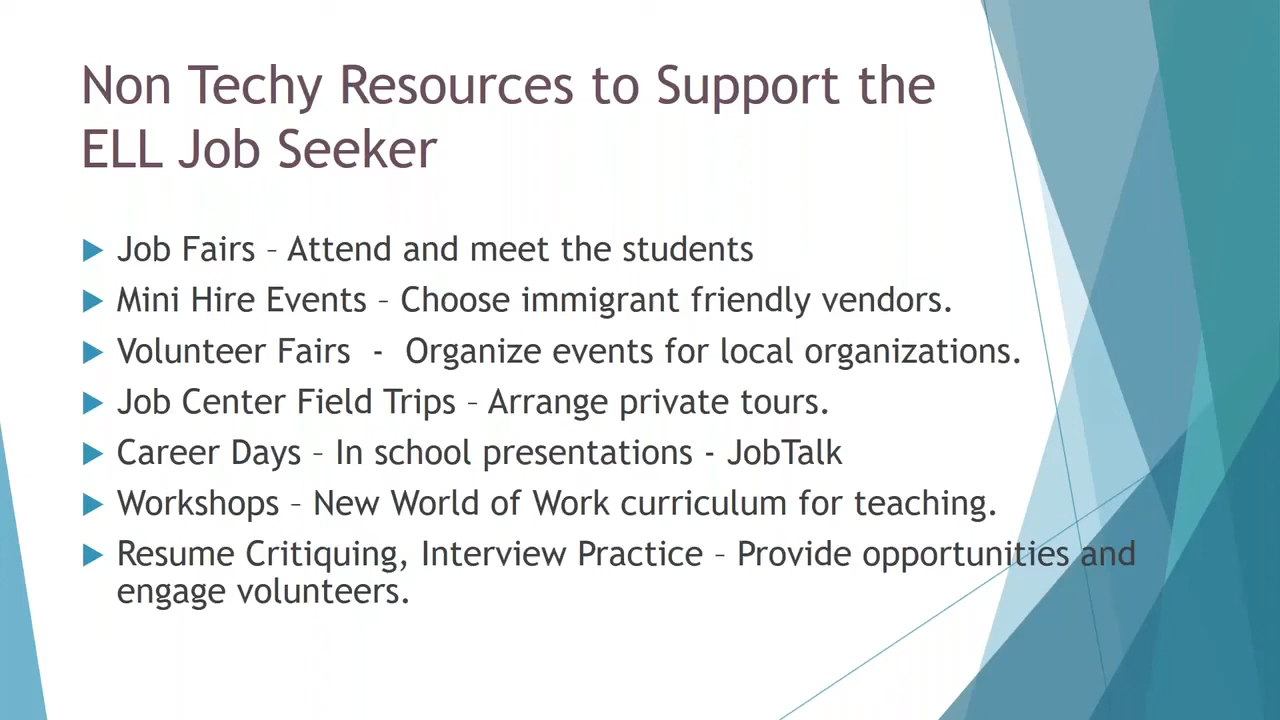 Non Techy Resources to Support the
ELL Job Seeker
Job Fairs – Attend and meet the students
Mini Hire Events – Choose immigrant friendly vendors.
Volunteer Fairs - Organize events for local organizations.
Job Center Field Trips – Arrange private tours.
Career Days – In school presentations - JobTalk
Workshops – New World of Work curriculum for teaching.
Resume Critiquing, Interview Practice – Provide opportunities and
engage volunteers.